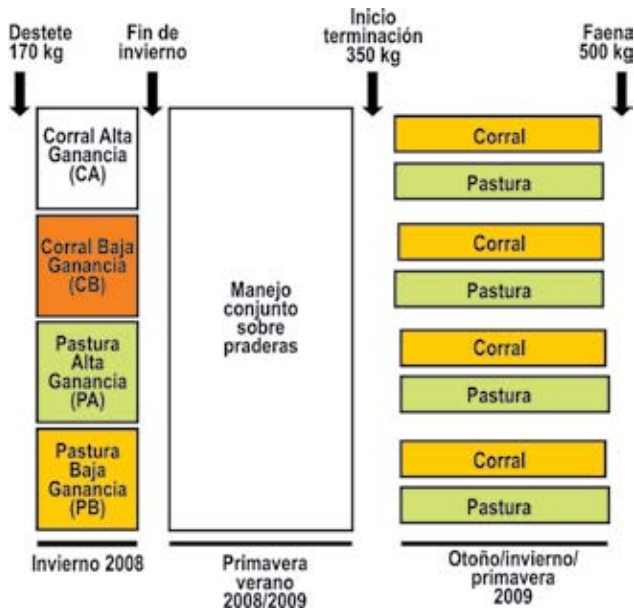 Destete
170 kg
Fin de
invierno
Inicio
terminación
350 kg
Faena
500 kg
Corral Alta
Ganancia
(CA)
Corral Baja
Ganancia
(CB)
Pastura
Alta
Ganancia
(PA)
Pastura
Baja
Ganancia
(PB)
Manejo
conjunto
sobre
praderas
Corral
Pastura
Corral
Pastura
Corral
Pastura
Corral
Pastura
Invierno 2008
Primavera
verano
2008/2009
Otoño/invierno/
primavera
2009